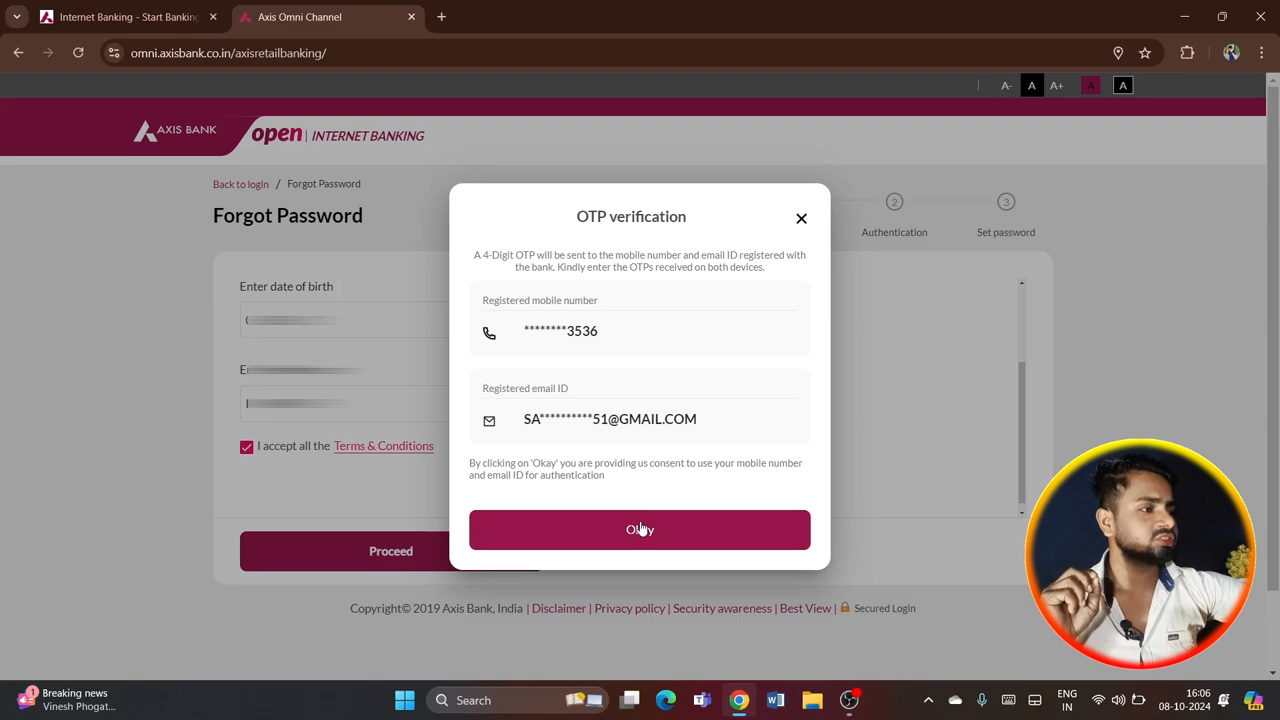 Internet Banking - Start Banking
Axis Omni Channel
omni.axisbank.co.in/axisretailbanking/
A-
A
A+
A
A
AXIS BANK
open | INTERNET BANKING
Back to login / Forgot Password
Forgot Password
2
3
Authentication
Set password
Enter date of birth
I accept all the Terms & Conditions
Proceed
OTP verification
A 4-Digit OTP will be sent to the mobile number and email ID registered with
the bank. Kindly enter the OTPs received on both devices.
Registered mobile number
********3536
Registered email ID
SA**********51@GMAIL.COM
By clicking on 'Okay' you are providing us consent to use your mobile number
and email ID for authentication
Okay
Copyright© 2019 Axis Bank, India | Disclaimer | Privacy policy | Security awareness | Best View | Secured Login
1
Breaking news
Vinesh Phogat...
Search
ENG
IN
16:06
08-10-2024